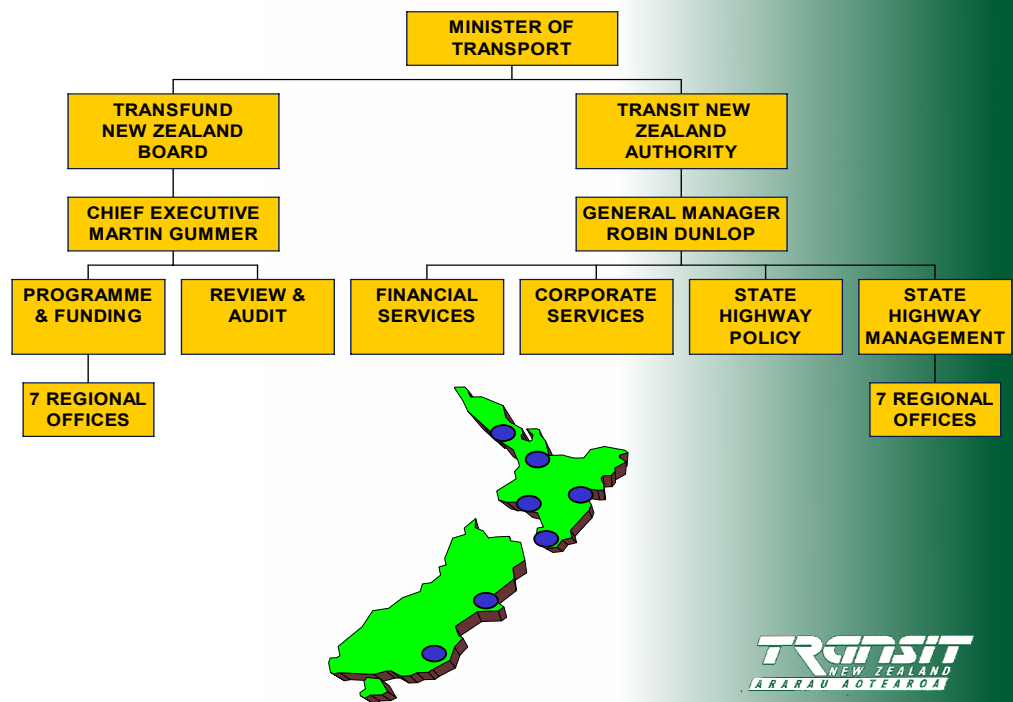 MINISTER OF
TRANSPORT
TRANSFUND
NEW ZEALAND
BOARD
TRANSIT NEW
ZEALAND
AUTHORITY
CHIEF EXECUTIVE
MARTIN GUMMER
GENERAL MANAGER
ROBIN DUNLOP
PROGRAMME
& FUNDING
REVIEW &
AUDIT
FINANCIAL
SERVICES
CORPORATE
SERVICES
STATE
HIGHWAY
POLICY
STATE
HIGHWAY
MANAGEMENT
7 REGIONAL
OFFICES
7 REGIONAL
OFFICES
TRANSIT
NEW ZEALAND
ARARAU AOTEAROA